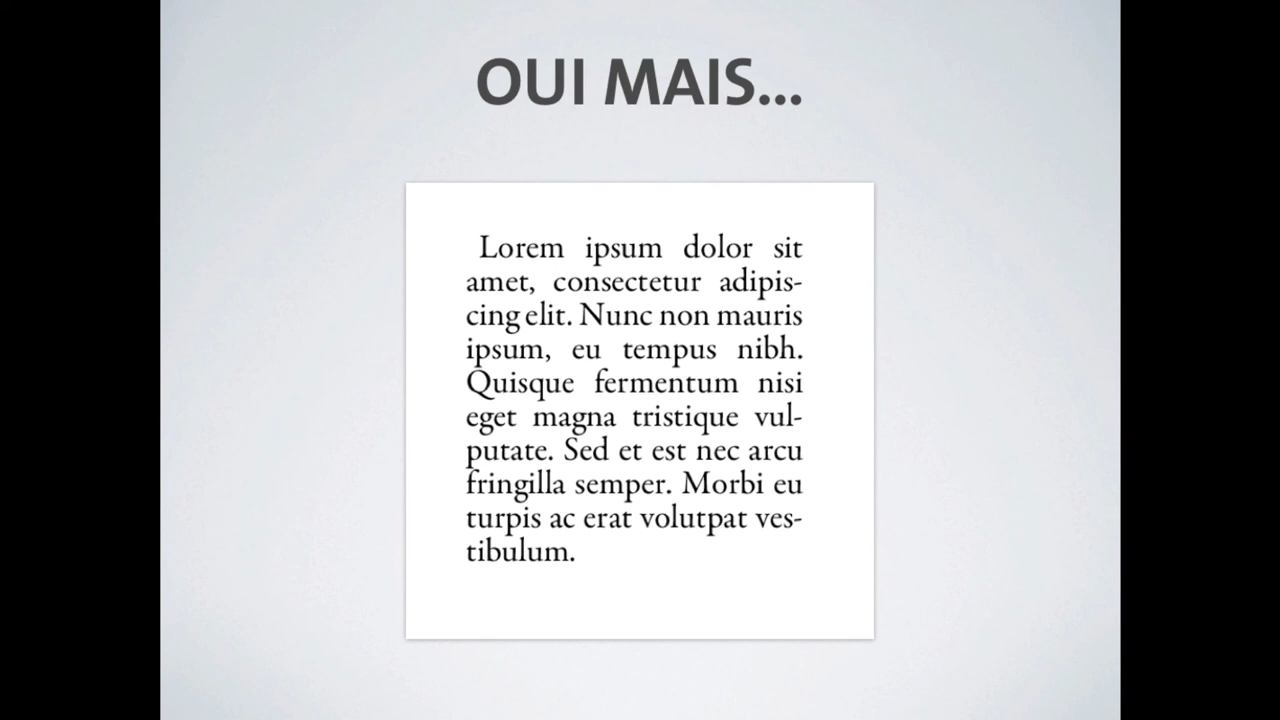 OUI MAIS...
Lorem ipsum dolor sit
amet, consectetur adipis-
cing elit. Nunc non mauris
ipsum, eu tempus nibh.
Quisque fermentum nisi
eget magna tristique vul-
putate. Sed et est nec arcu
fringilla semper. Morbi eu
turpis ac erat volutpat ves-
tibulum.